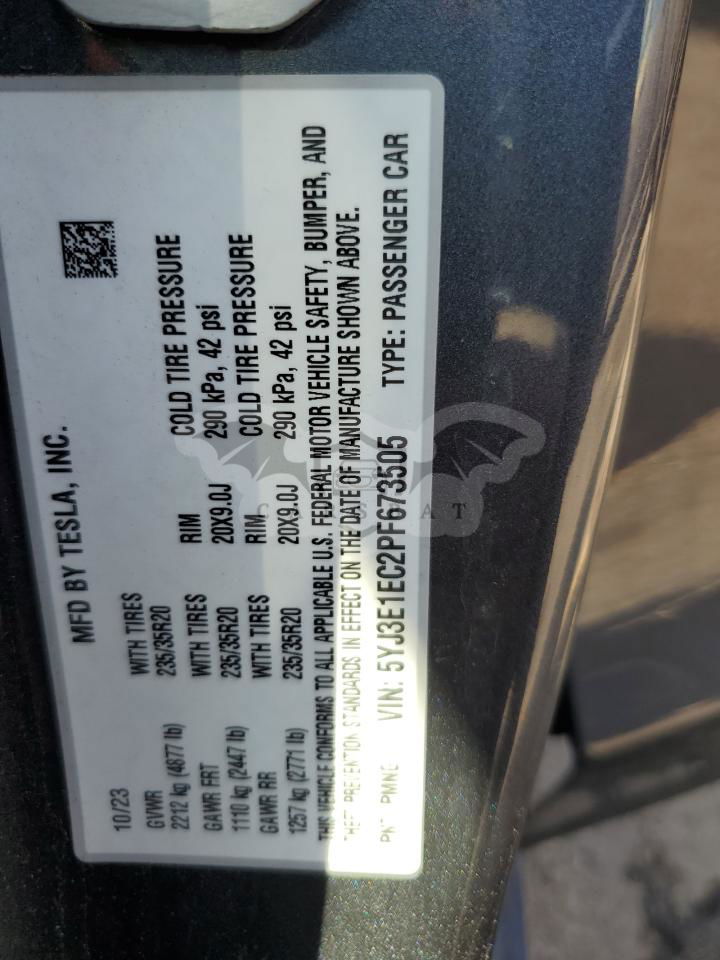 MFD BY TESLA, INC.
10/23
GVWR WITH TIRES
2212 kg (4877 lb) 235/35R20
GAWR FRT WITH TIRES RIM COLD TIRE PRESSURE
1110 kg (2447 lb) 235/35R20 20X9.0J 290 kPa, 42 psi
GAWR RR WITH TIRES RIM COLD TIRE PRESSURE
1257 kg (2771 lb) 235/35R20 20X9.0J 290 kPa, 42 psi
THIS VEHICLE CONFORMS TO ALL APPLICABLE U.S. FEDERAL MOTOR VEHICLE SAFETY, BUMPER, AND
THEFT PREVENTION STANDARDS IN EFFECT ON THE DATE OF MANUFACTURE SHOWN ABOVE.
PNT: PMNG VIN: 5YJ3E1EC2PF673505 TYPE: PASSENGER CAR